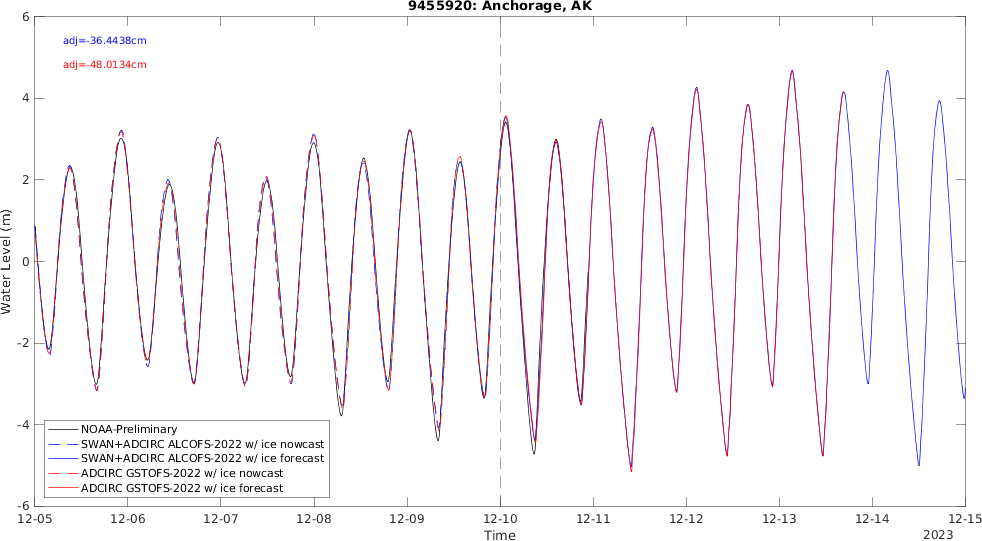 9455920: Anchorage, AK
adj=-36.4438cm
adj=-48.0134cm
6
4
2
0
-2
-4
-6
Water Level (m)
NOAA-Preliminary
SWAN+ADCIRC ALCOFS-2022 w/ ice nowcast
SWAN+ADCIRC ALCOFS-2022 w/ ice forecast
ADCIRC GSTOFS-2022 w/ ice nowcast
ADCIRC GSTOFS-2022 w/ ice forecast
12-05 12-06 12-07 12-08 12-09 12-10 12-11 12-12 12-13 12-14 12-15
Time
2023